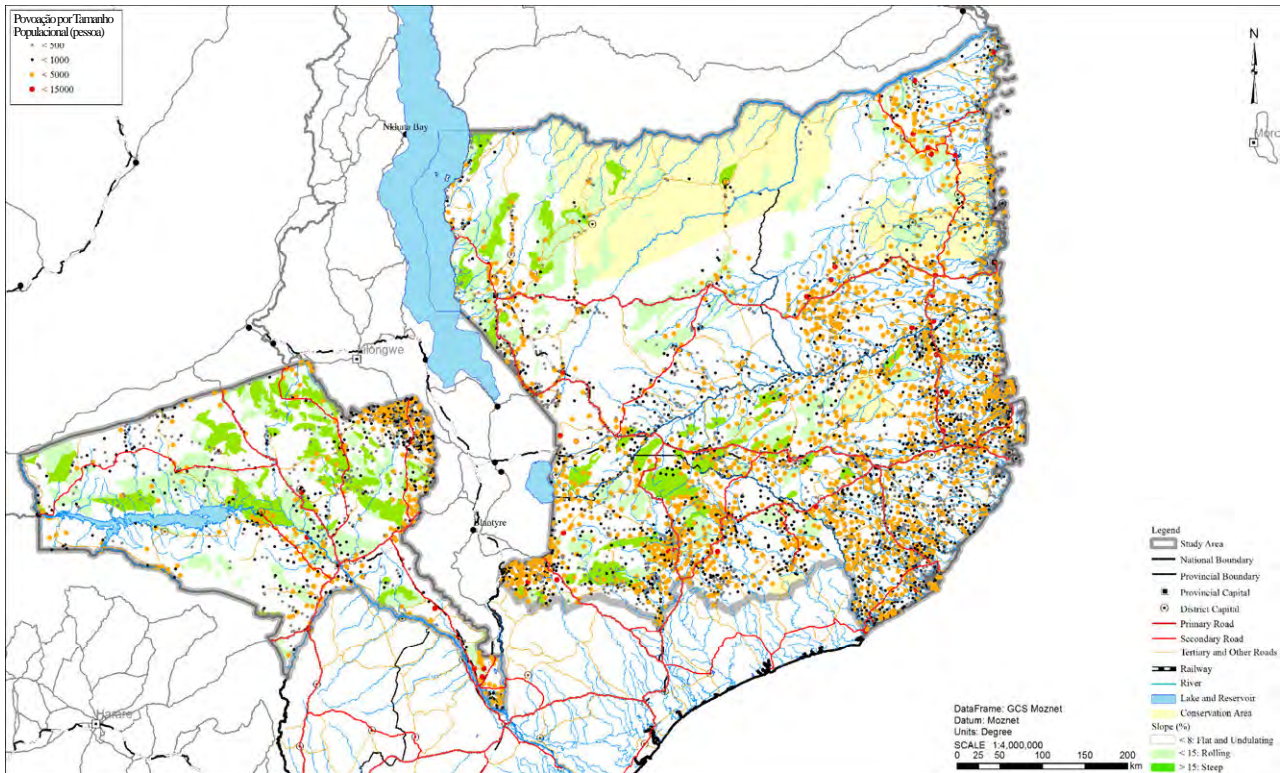 Povoação por Tamanho
Populacional (pessoa)
< 500
< 1000
< 5000
< 15000
N
Nkhata Bay
Moro
Lilongwe
Blantyre
Harare
Legend
Study Area
National Boundary
Provincial Boundary
Provincial Capital
District Capital
Primary Road
Secondary Road
Tertiary and Other Roads
Railway
River
Lake and Reservoir
Conservation Area
Slope (%)
< 8: Flat and Undulating
< 15: Rolling
> 15: Steep
DataFrame: GCS Moznet
Datum: Moznet
Units: Degree
SCALE 1:4,000,000
0 25 50 100 150 200
km